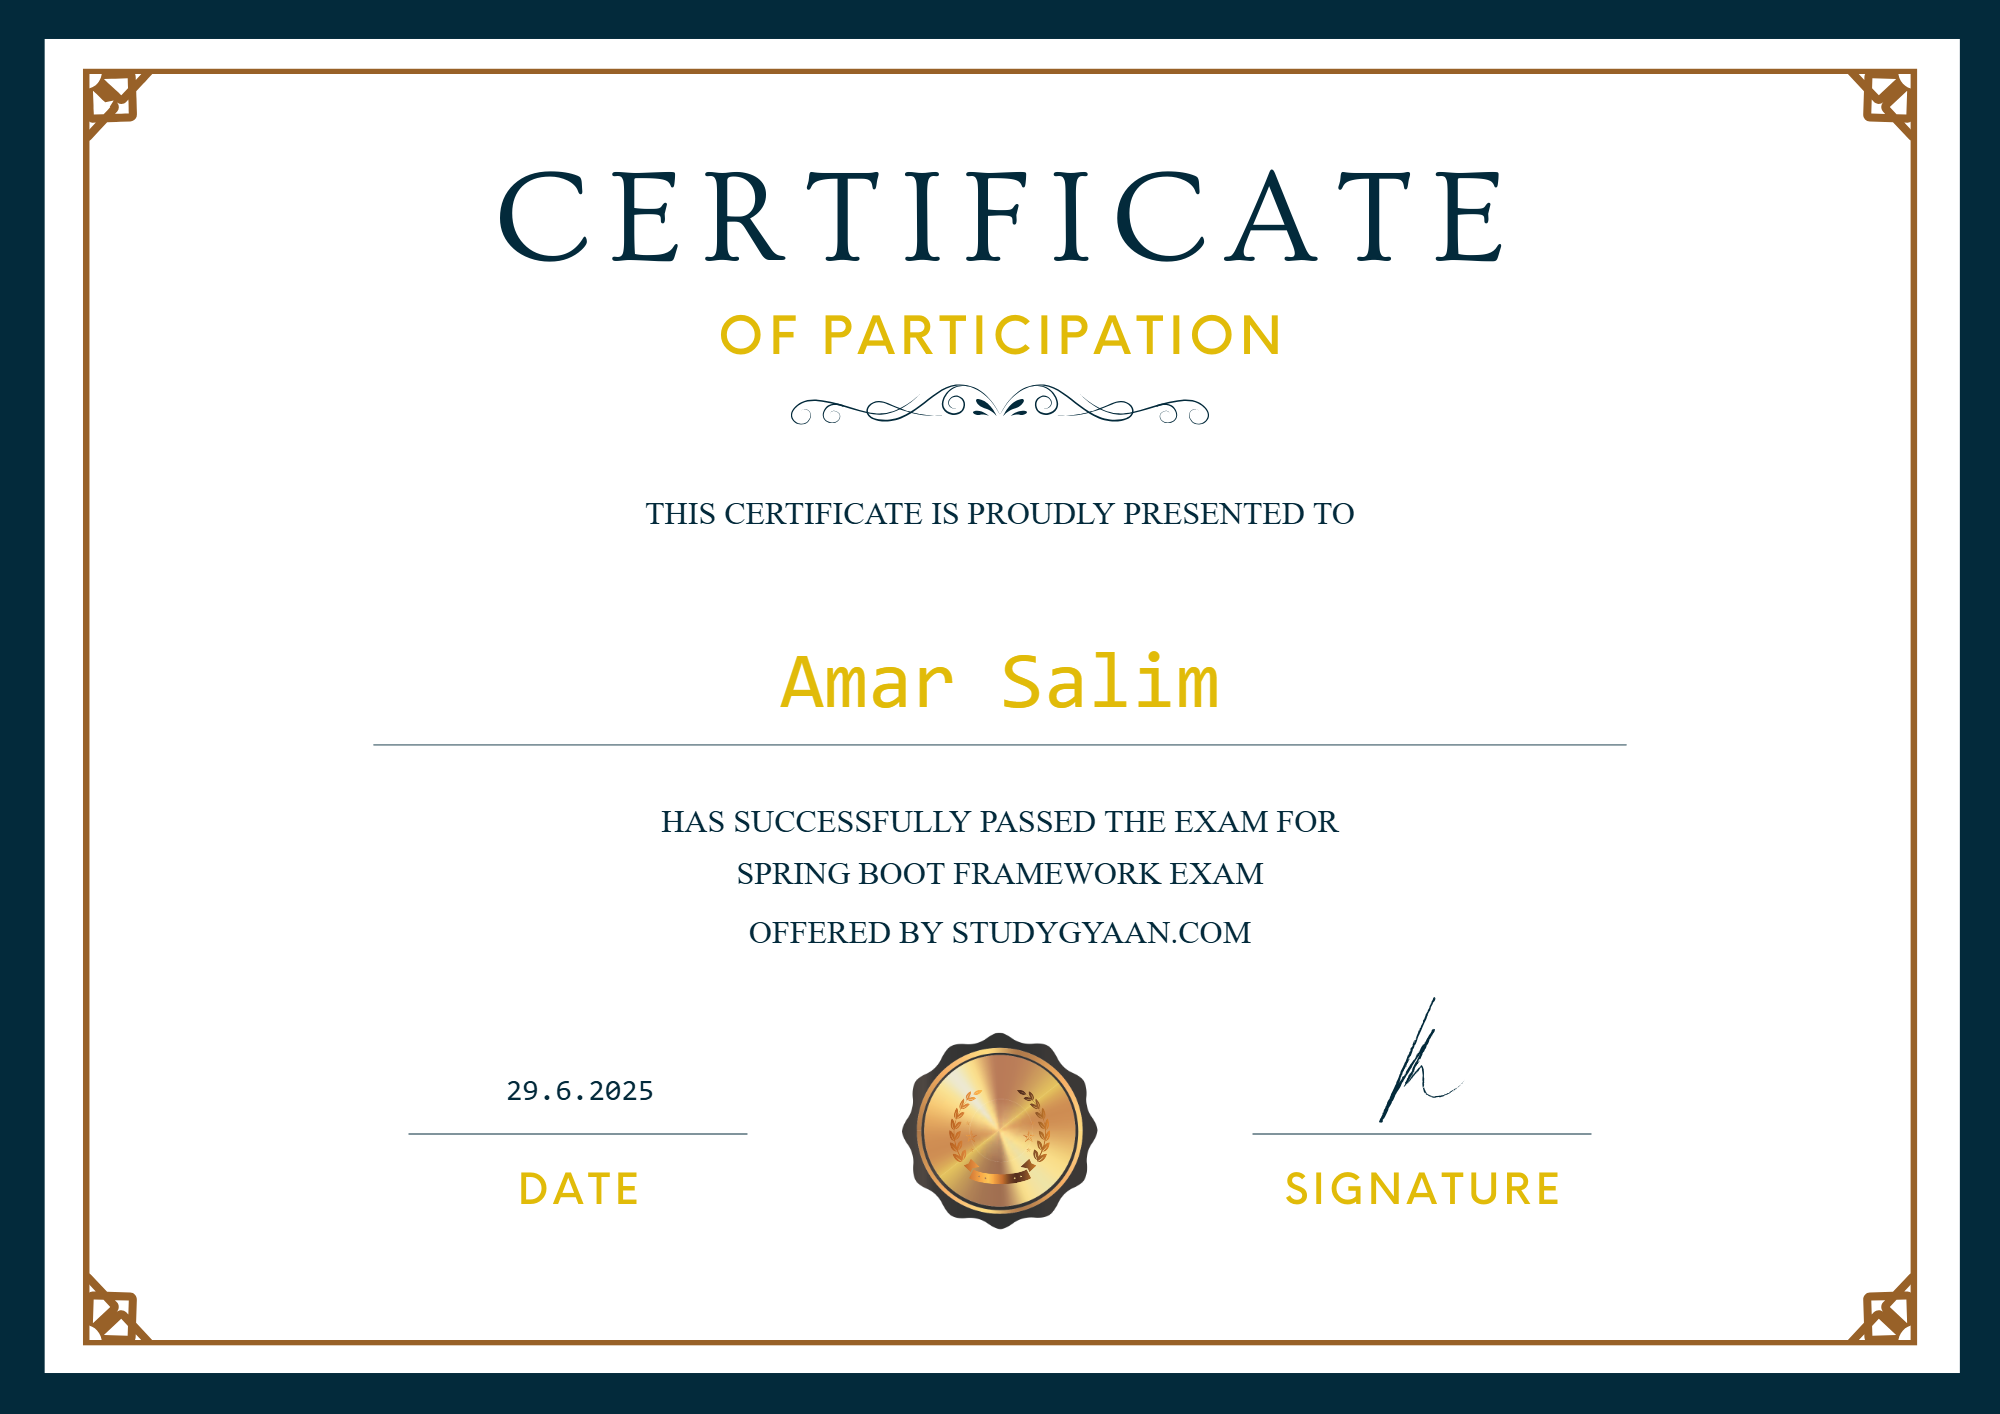 CERTIFICATE
OF PARTICIPATION
THIS CERTIFICATE IS PROUDLY PRESENTED TO
Amar Salim
HAS SUCCESSFULLY PASSED THE EXAM FOR
SPRING BOOT FRAMEWORK EXAM
OFFERED BY STUDYGYAAN.COM
29.6.2025
DATE
SIGNATURE